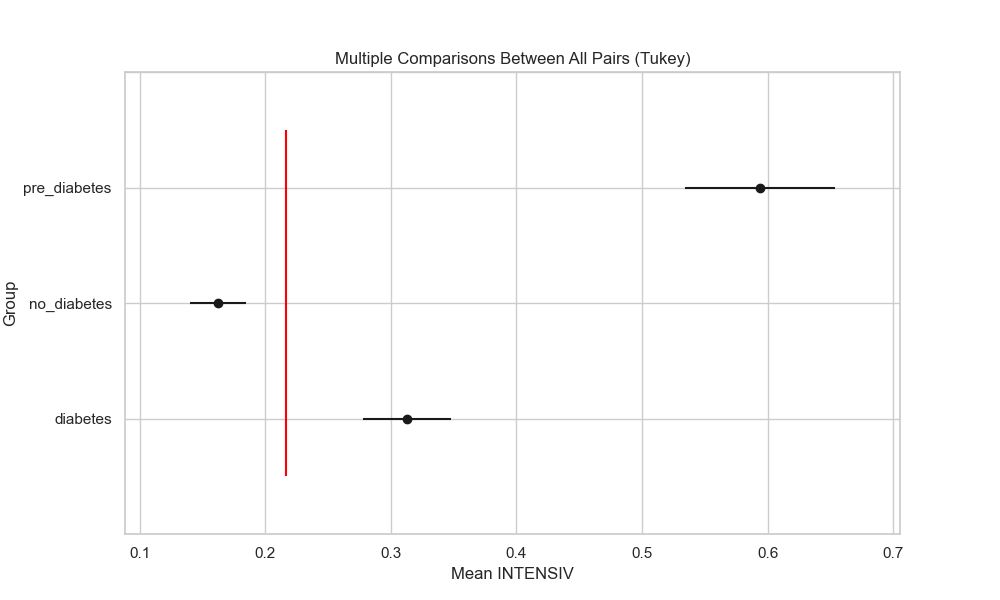 Multiple Comparisons Between All Pairs (Tukey)
pre_diabetes
no_diabetes
diabetes
Group
0.1 0.2 0.3 0.4 0.5 0.6 0.7
Mean INTENSIV